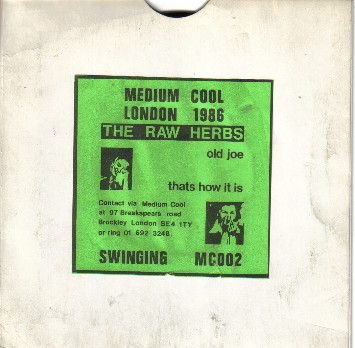 MEDIUM COOL
LONDON 1986
THE RAW HERBS
old joe
thats how it is
Contact via Medium Cool
at 97 Breakspears road
Brockley London SE4 1TY
or ring 01 692 3248.
SWINGING MC002